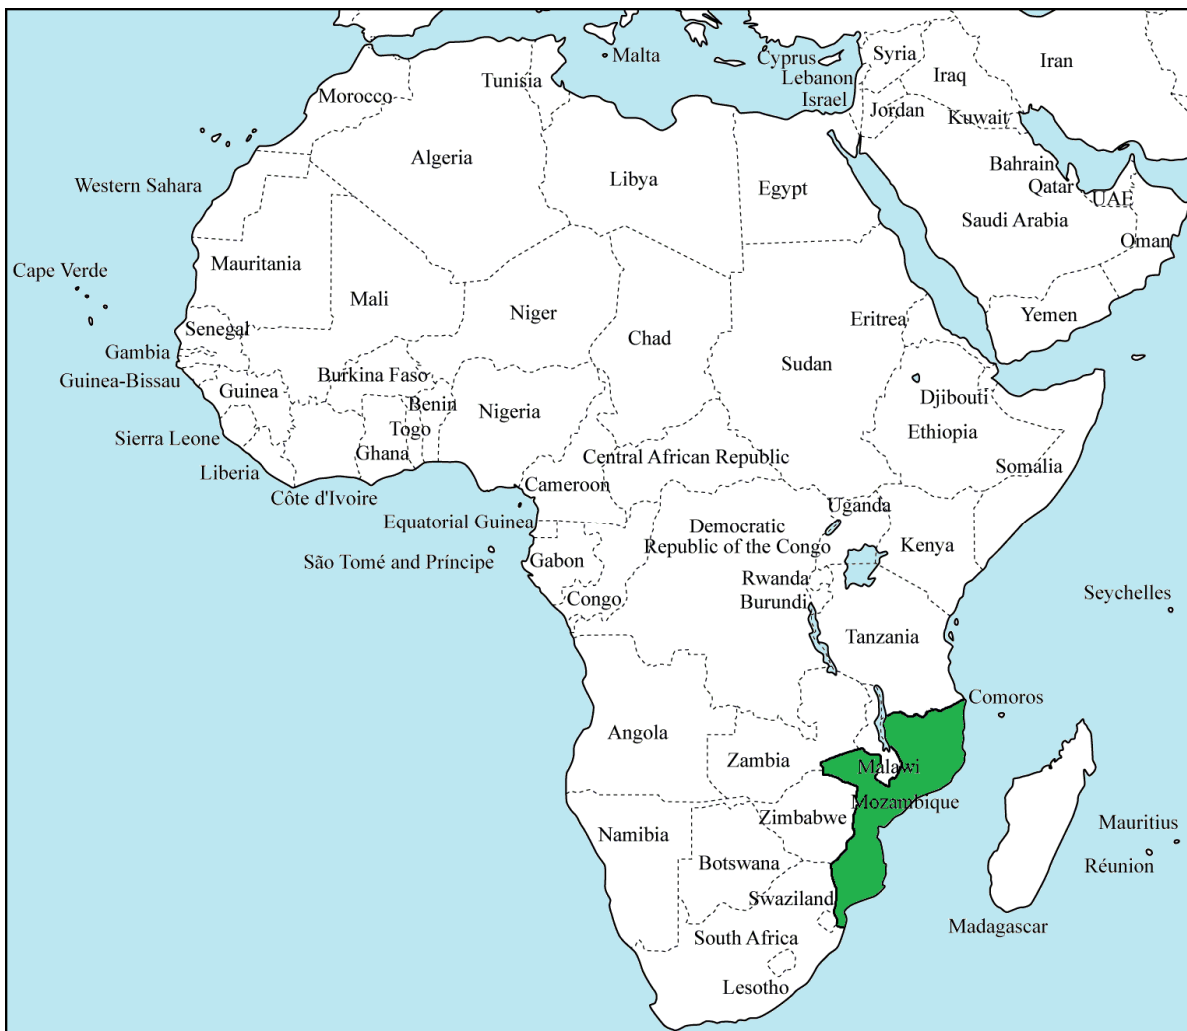 Malta
Cyprus
Syria
Iran
Lebanon
Iraq
Tunisia
Israel
Morocco
Jordan
Kuwait
Algeria
Bahrain
Libya
Western Sahara
Egypt
Qatar
UAE
Saudi Arabia
Oman
Mauritania
Cape Verde
Mali
Niger
Yemen
Eritrea
Senegal
Chad
Gambia
Sudan
Guinea-Bissau
Burkina Faso
Guinea
Djibouti
Benin
Nigeria
Togo
Ethiopia
Sierra Leone
Ghana
Central African Republic
Somalia
Liberia
Cameroon
Côte d'Ivoire
Uganda
Equatorial Guinea
Democratic
Republic of the Congo
Kenya
São Tomé and Príncipe
Gabon
Rwanda
Congo
Burundi
Seychelles
Tanzania
Comoros
Angola
Zambia
Malawi
Mozambique
Zimbabwe
Mauritius
Namibia
Botswana
Réunion
Swaziland
Madagascar
South Africa
Lesotho